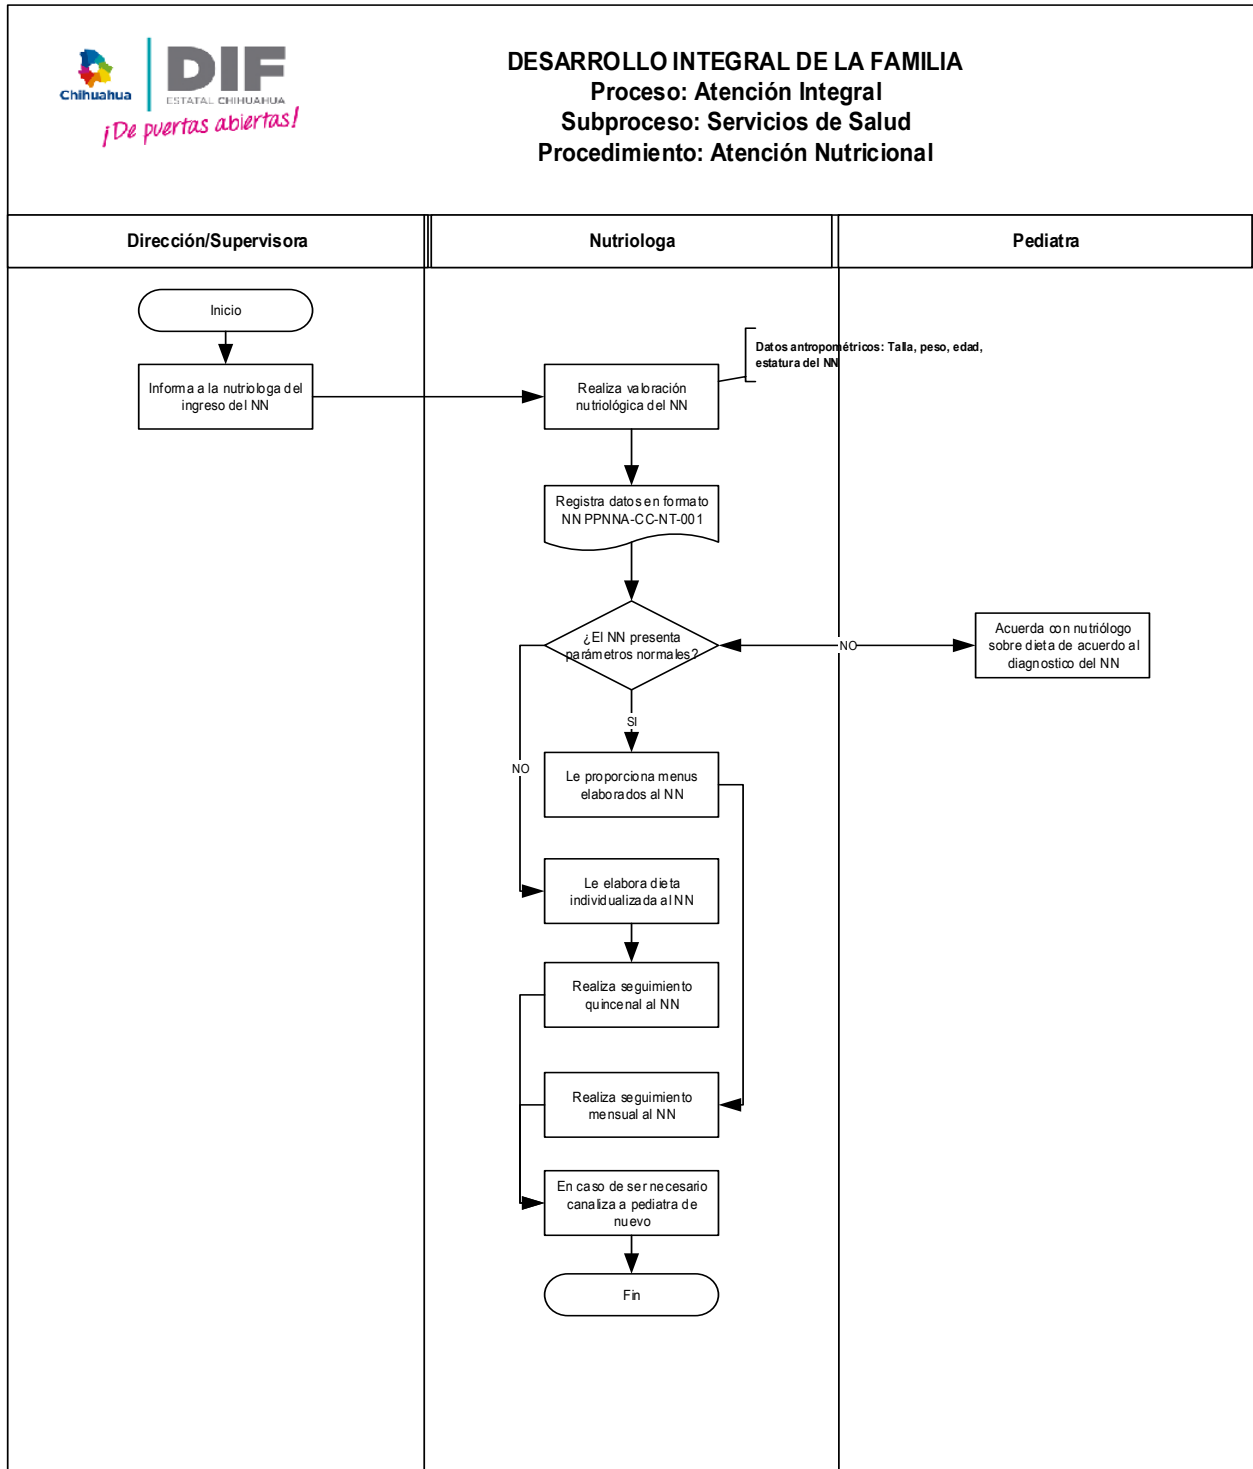 Chihuahua
DIF
ESTATAL CHIHUAHUA
¡De puertas abiertas!
DESARROLLO INTEGRAL DE LA FAMILIA
Proceso: Atención Integral
Subproceso: Servicios de Salud
Procedimiento: Atención Nutricional
Dirección/Supervisora
Nutriologa
Pediatra
Inicio
Datos antropométricos: Talla, peso, edad,
estatura del NN
Informa a la nutriologa del
ingreso del NN
Realiza valoración
nutriológica del NN
Registra datos en formato
NN PPNNA-CC-NT-001
¿El NN presenta
parámetros normales?
NO
Acuerda con nutriólogo
sobre dieta de acuerdo al
diagnostico del NN
SI
NO
Le proporciona menus
elaborados al NN
Le elabora dieta
individualizada al NN
Realiza seguimiento
quincenal al NN
Realiza seguimiento
mensual al NN
En caso de ser necesario
canaliza a pediatra de
nuevo
Fin